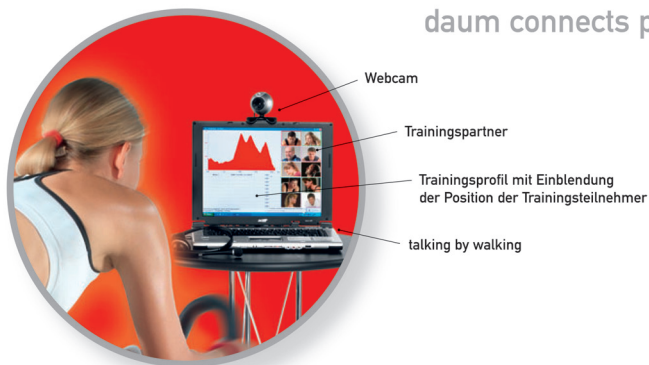 daum connects p
Webcam
Trainingspartner
Trainingsprofil mit Einblendung
der Position der Trainingsteilnehmer
talking by walking